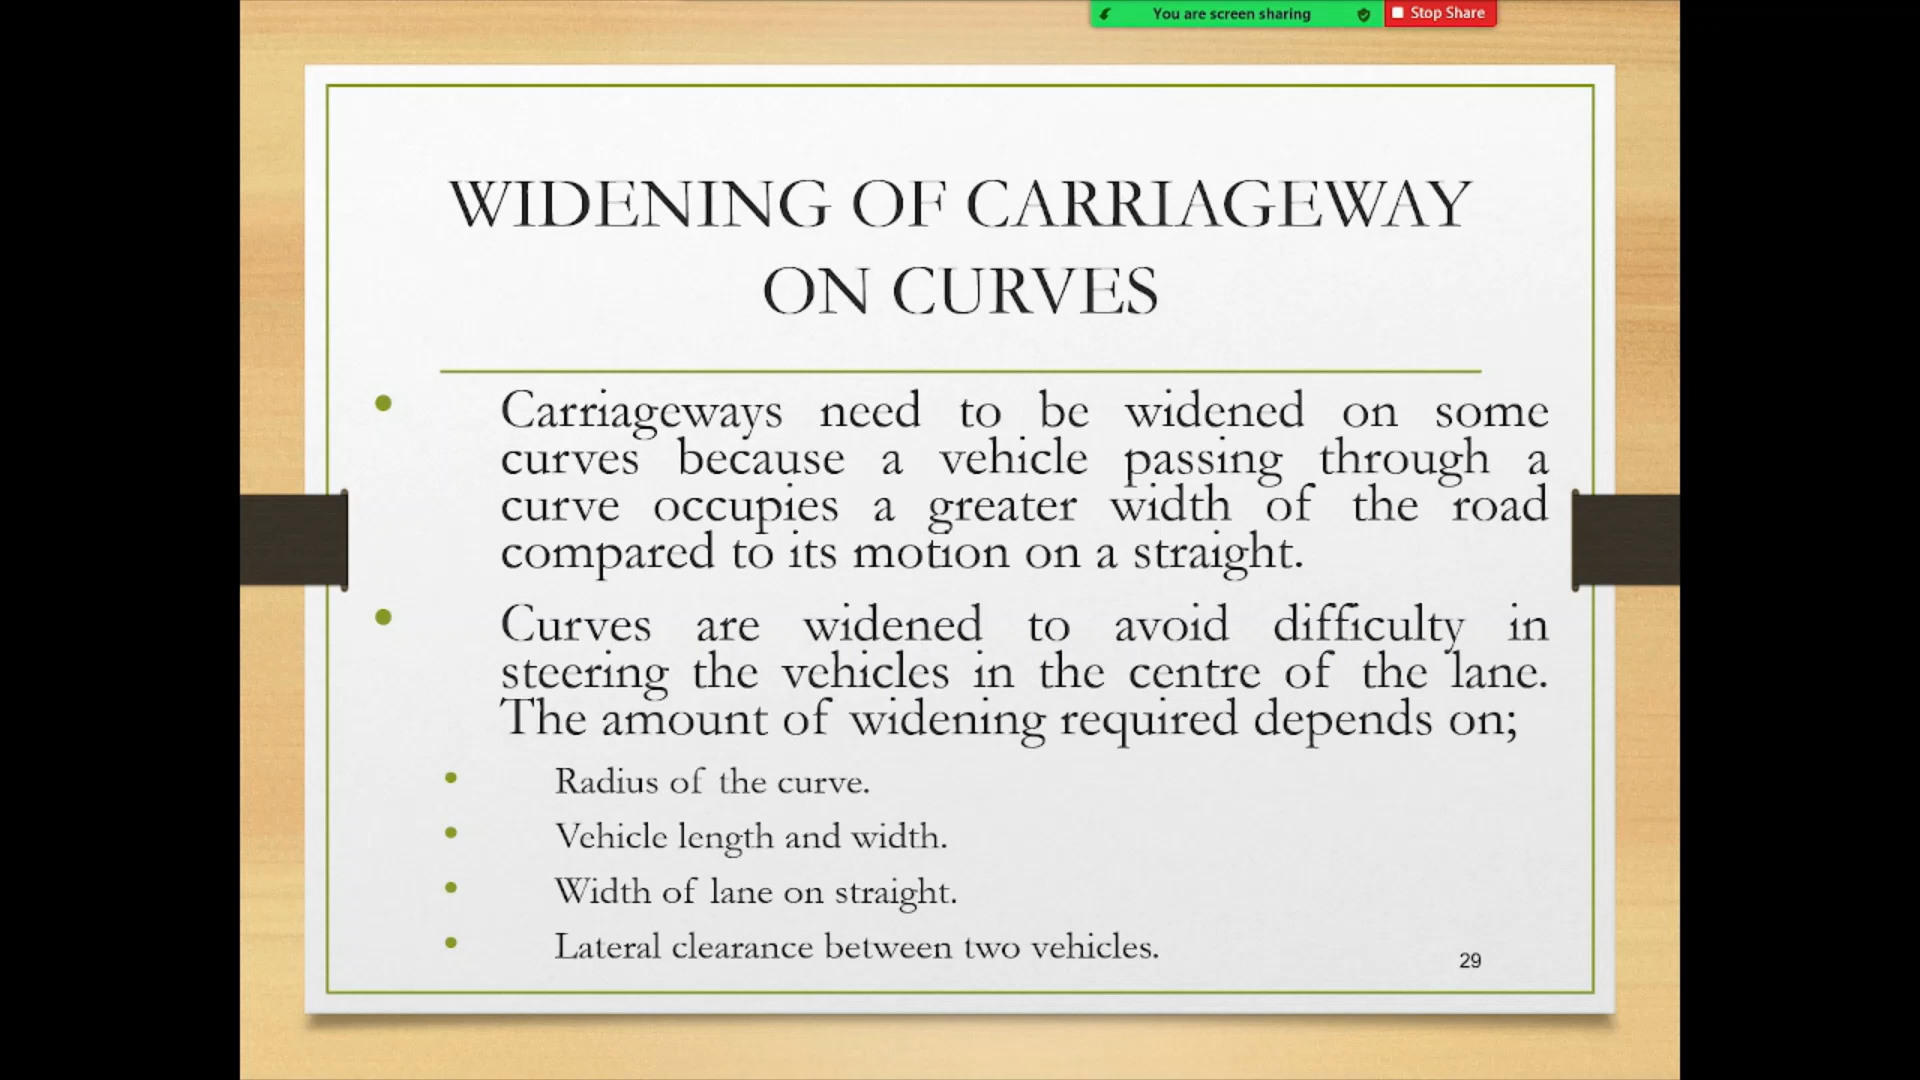 You are screen sharing
Stop Share
WIDENING OF CARRIAGEWAY
ON CURVES
• Carriageways need to be widened on some
curves because a vehicle passing through a
curve occupies a greater width of the road
compared to its motion on a straight.
• Curves are widened to avoid difficulty in
steering the vehicles in the centre of the lane.
The amount of widening required depends on;
• Radius of the curve.
• Vehicle length and width.
• Width of lane on straight.
• Lateral clearance between two vehicles.
29